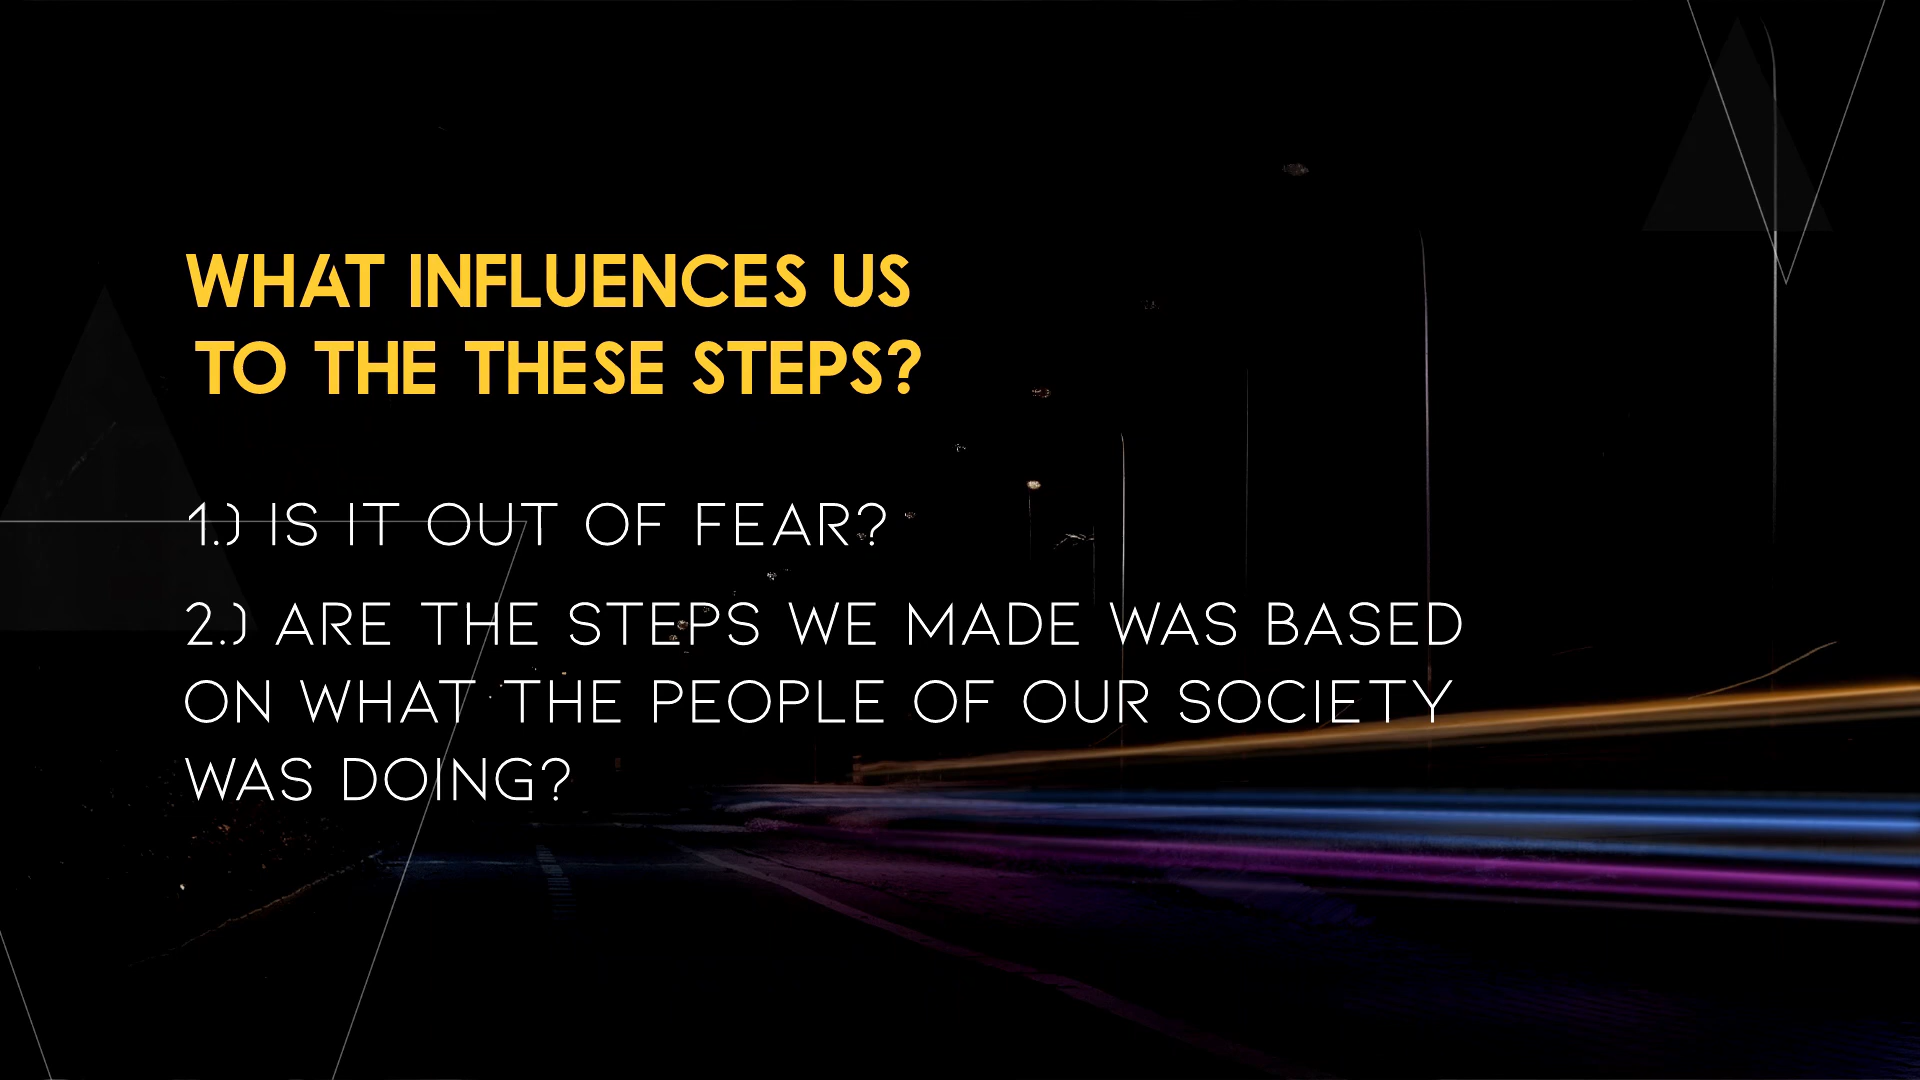 WHAT INFLUENCES US
TO THE THESE STEPS?
1.) IS IT OUT OF FEAR?
2.) ARE THE STEPS WE MADE WAS BASED
ON WHAT THE PEOPLE OF OUR SOCIETY
WAS DOING?